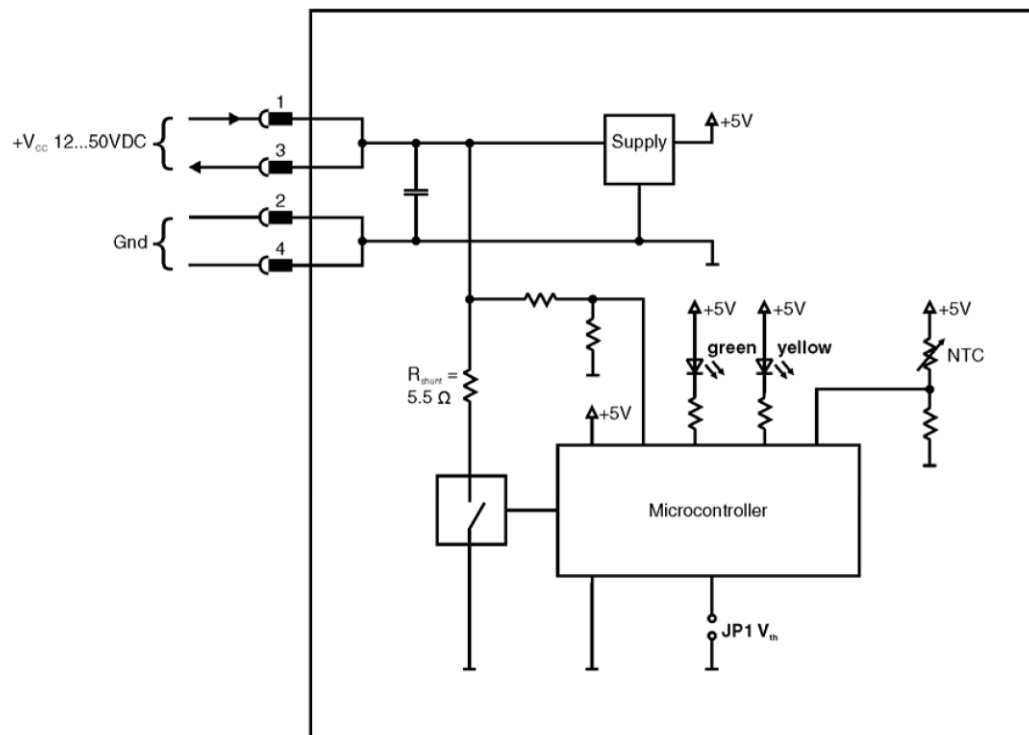 1
+Vcc 12...50VDC
3
2
Gnd
4
Supply
+5V
+5V
+5V
+5V
green
yellow
NTC
Rshunt =
5.5 Ω
+5V
Microcontroller
JP1 Vth